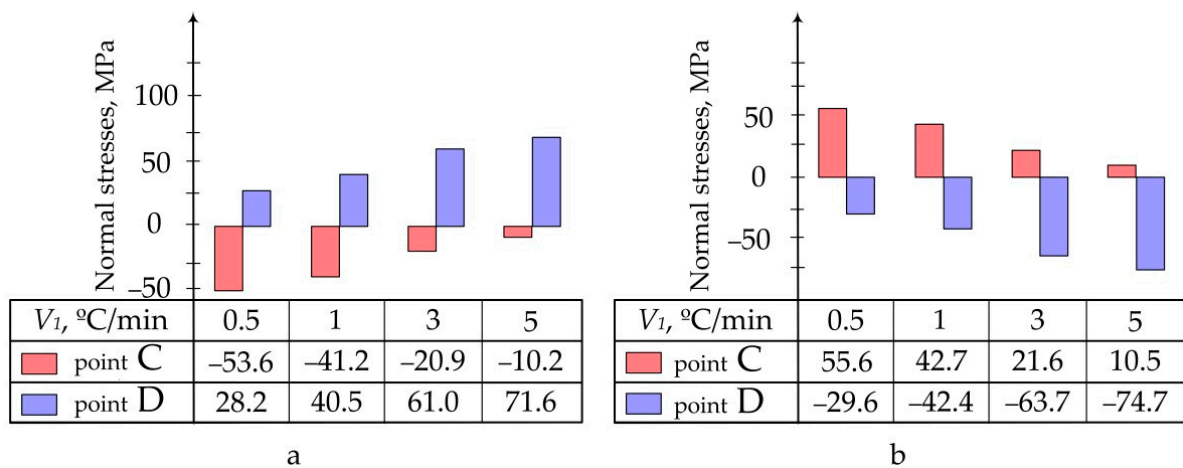 Normal stresses, MPa
100
50
0
–50
V1, ºC/min 0.5 1 3 5
point C –53.6 –41.2 –20.9 –10.2
point D 28.2 40.5 61.0 71.6
a
Normal stresses, MPa
50
0
–50
V1, ºC/min 0.5 1 3 5
point C 55.6 42.7 21.6 10.5
point D –29.6 –42.4 –63.7 –74.7
b